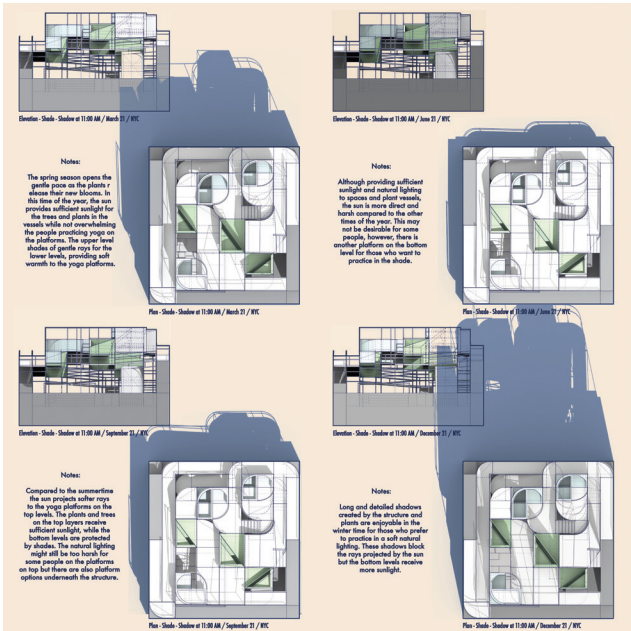 Elevation - Shade - Shadow at 11:00 AM / March 21 / NYC
Notes:
The spring season opens the
gentle pace as the plants r
elease their new blooms. In
this time of the year, the sun
provides sufficient sunlight for
the trees and plants in the
vessels while not overwhelming
the people practicing yoga on
the platforms. The upper level
shades of gentle rays for the
lower levels, providing soft
warmth to the yoga platforms.
Plan - Shade - Shadow at 11:00 AM / March 21 / NYC
Elevation - Shade - Shadow at 11:00 AM / June 21 / NYC
Notes:
Although providing sufficient
sunlight and natural lighting
to spaces and plant vessels,
the sun is more direct and
harsh compared to the other
times of the year. This may
not be desirable for some
people, however, there is
another platform on the bottom
level for those who want to
practice in the shade.
Plan - Shade - Shadow at 11:00 AM / June 21 / NYC
Elevation - Shade - Shadow at 11:00 AM / September 21 / NYC
Notes:
Compared to the summertime
the sun projects softer rays
to the yoga platforms on the
top levels. The plants and trees
on the top layers receive
sufficient sunlight, while the
bottom levels are protected
by shades. The natural lighting
might still be too harsh for
some people on the platforms
on top but there are also platform
options underneath the structure.
Plan - Shade - Shadow at 11:00 AM / September 21 / NYC
Elevation - Shade - Shadow at 11:00 AM / December 21 / NYC
Notes:
Long and detailed shadows
created by the structure and
plants are enjoyable in the
winter time for those who prefer
to practice in a soft natural
lighting. These shadows block
the rays projected by the sun
but the bottom levels receive
more sunlight.
Plan - Shade - Shadow at 11:00 AM / December 21 / NYC